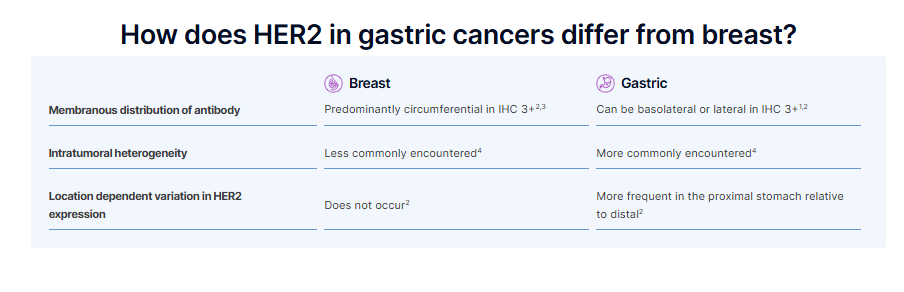 How does HER2 in gastric cancers differ from breast?
Breast Gastric
Membranous distribution of antibody Predominantly circumferential in IHC 3+2,3 Can be basolateral or lateral in IHC 3+1,2
Intratumoral heterogeneity Less commonly encountered4 More commonly encountered4
Location dependent variation in HER2
expression
Does not occur2
More frequent in the proximal stomach relative
to distal2